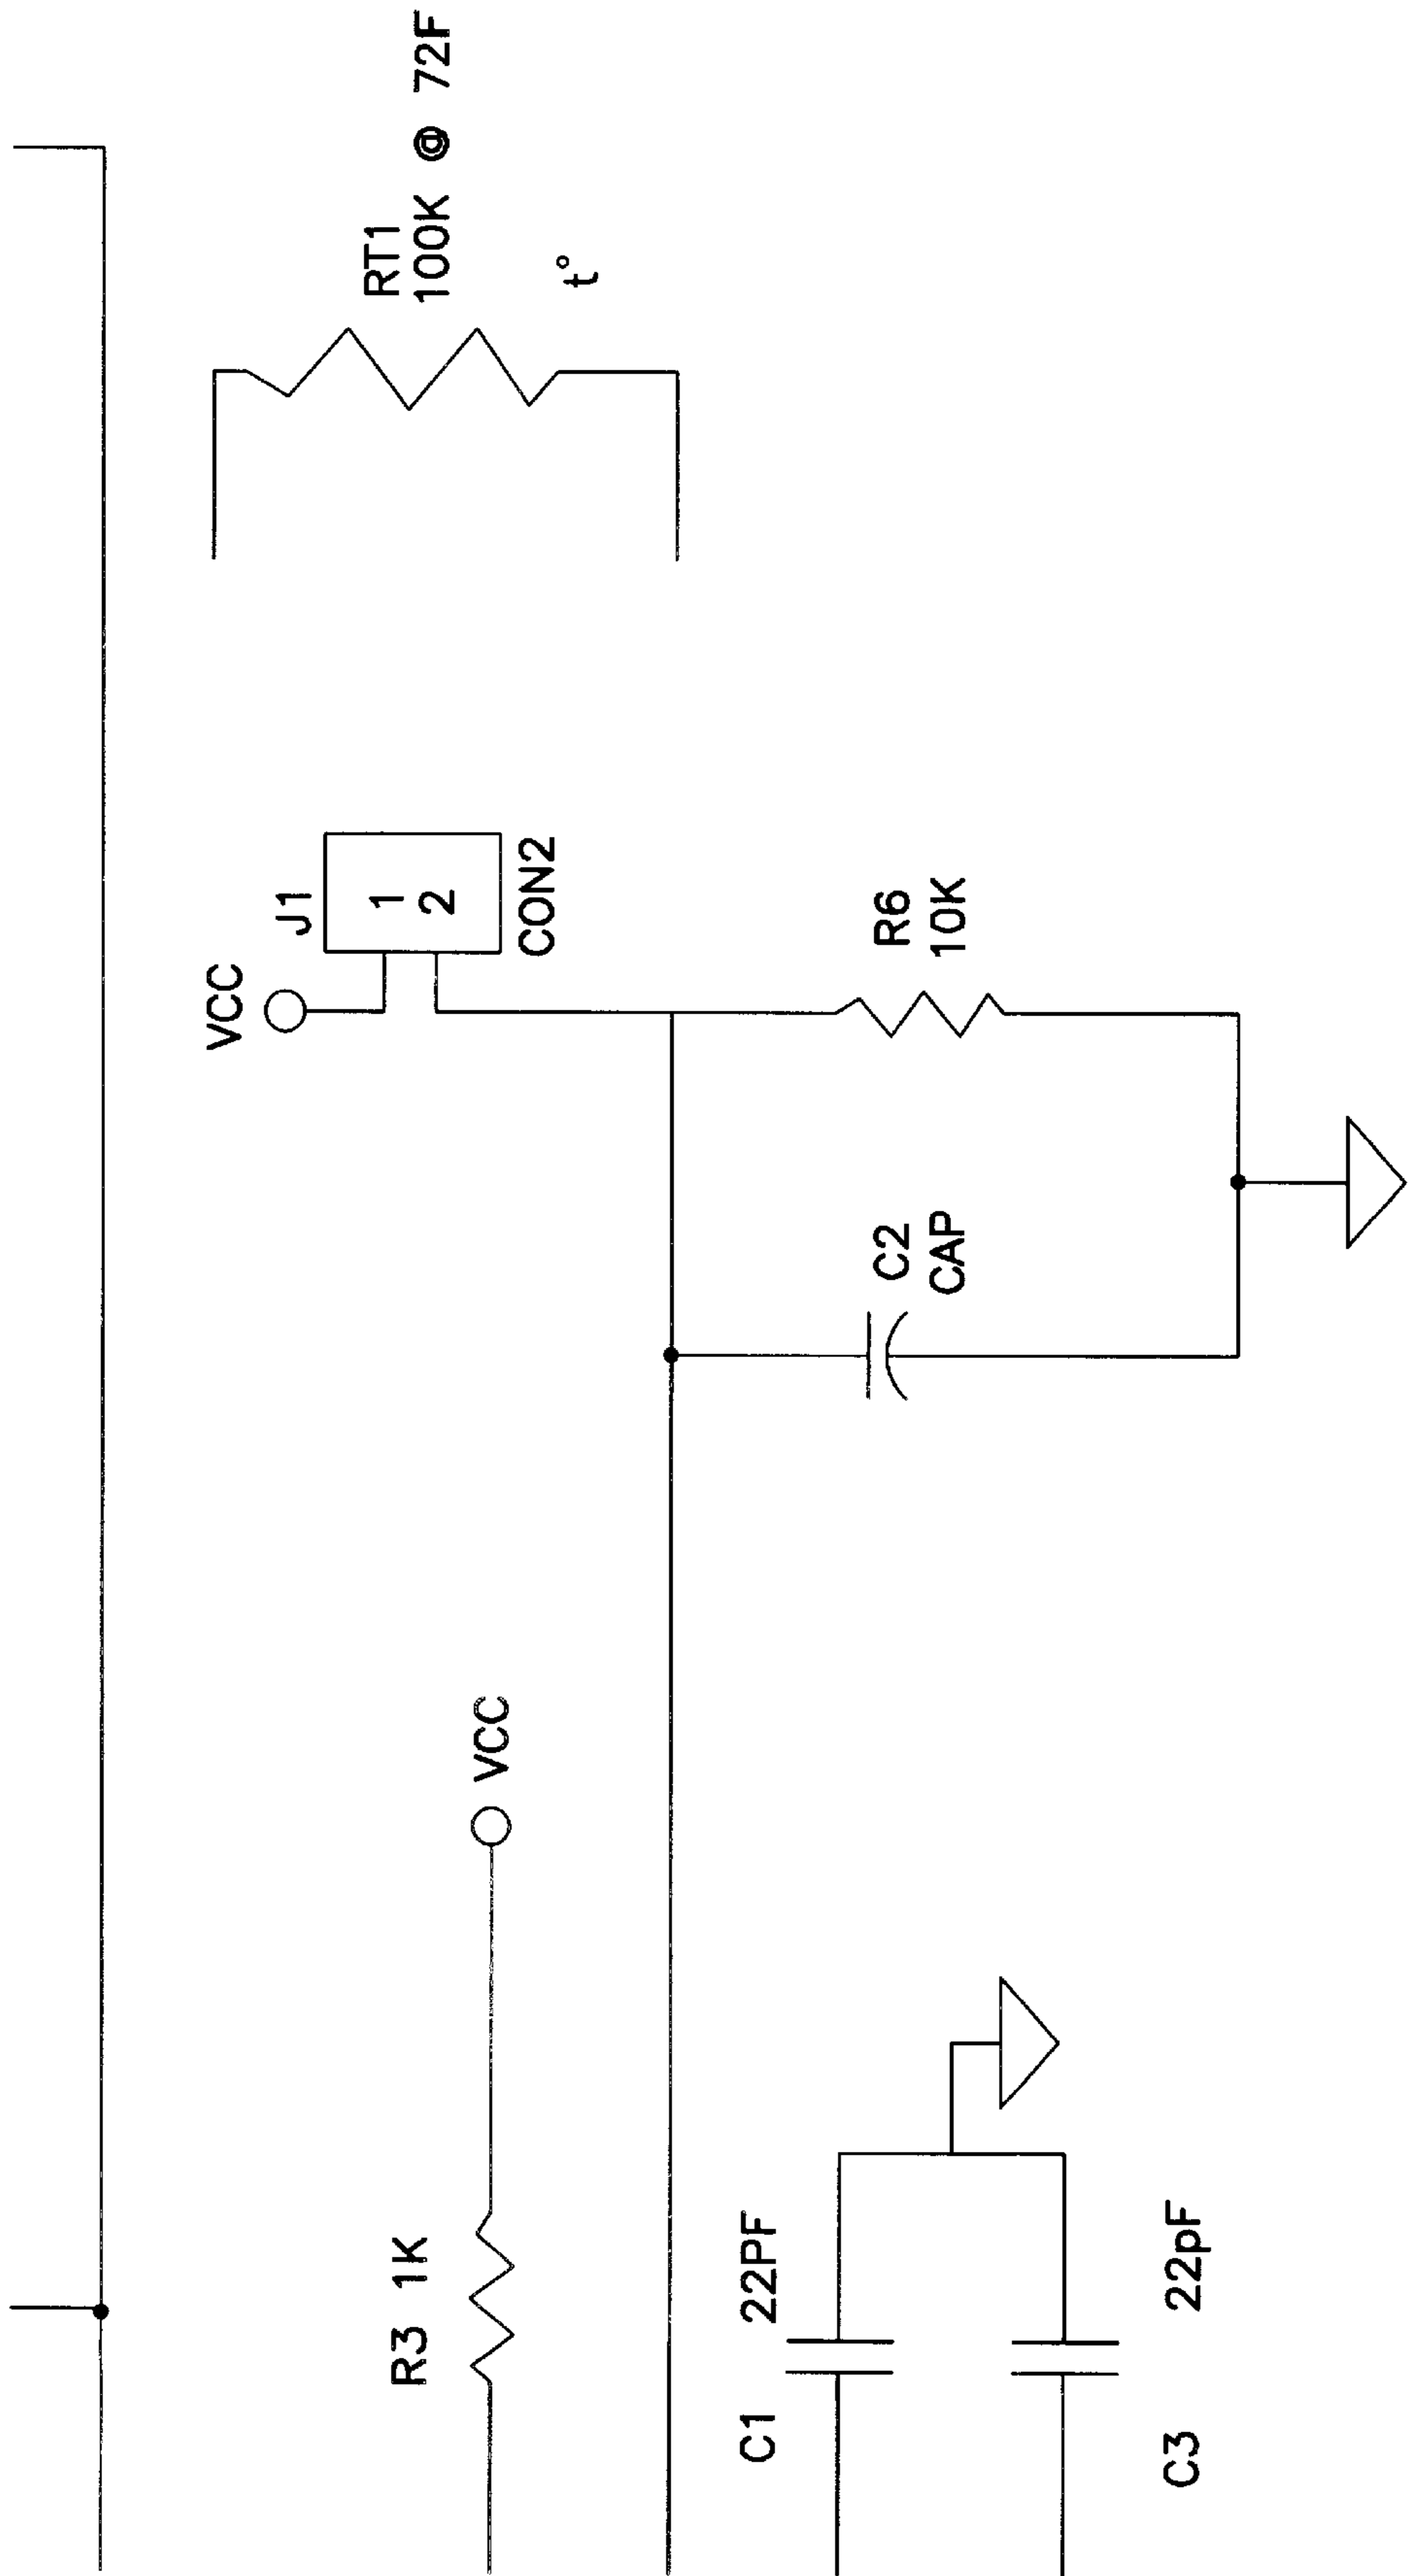 RT1
100K @ 72F
t°
VCC
J1
1
2
CON2
R6
10K
C2
CAP
VCC
R3 1K
C1 22PF
C3 22pF